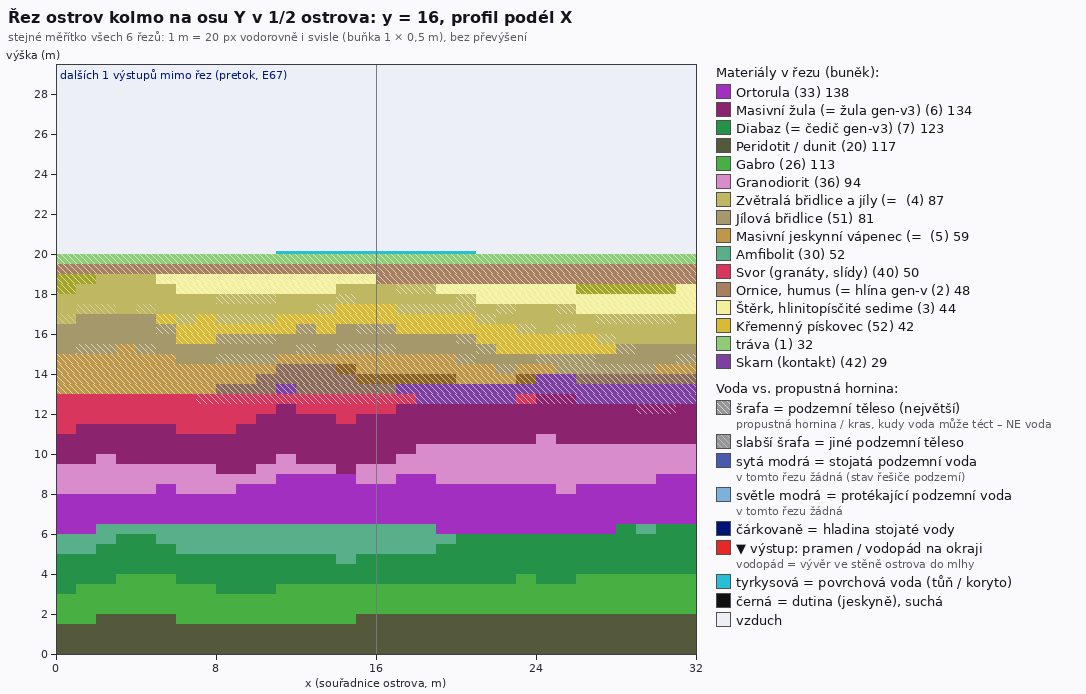 Řez ostrov kolmo na osu Y v 1/2 ostrova: y = 16, profil podél X
stejné měřítko všech 6 řezů: 1 m = 20 px vodorovně i svisle (buňka 1 × 0,5 m), bez převýšení
výška (m)
dalších 1 výstupů mimo řez (pretok, E67)
28
26
24
22
20
18
16
14
12
10
8
6
4
2
0
0
8
16
24
32
x (souřadnice ostrova, m)
Materiály v řezu (buněk):
Ortorula (33) 138
Masivní žula (= žula gen-v3) (6) 134
Diabaz (= čedič gen-v3) (7) 123
Peridotit / dunit (20) 117
Gabro (26) 113
Granodiorit (36) 94
Zvětralá břidlice a jíly (=  (4) 87
Jílová břidlice (51) 81
Masivní jeskynní vápenec (=  (5) 59
Amfibolit (30) 52
Svor (granáty, slídy) (40) 50
Ornice, humus (= hlína gen-v (2) 48
Štěrk, hlinitopísčité sedime (3) 44
Křemenný pískovec (52) 42
tráva (1) 32
Skarn (kontakt) (42) 29
Voda vs. propustná hornina:
šrafa = podzemní těleso (největší)
propustná hornina / kras, kudy voda může téct – NE voda
slabší šrafa = jiné podzemní těleso
sytá modrá = stojatá podzemní voda
v tomto řezu žádná (stav řešiče podzemí)
světle modrá = protékající podzemní voda
v tomto řezu žádná
čárkovaně = hladina stojaté vody
▼ výstup: pramen / vodopád na okraji
vodopád = vývěr ve stěně ostrova do mlhy
tyrkysová = povrchová voda (tůň / koryto)
černá = dutina (jeskyně), suchá
vzduch